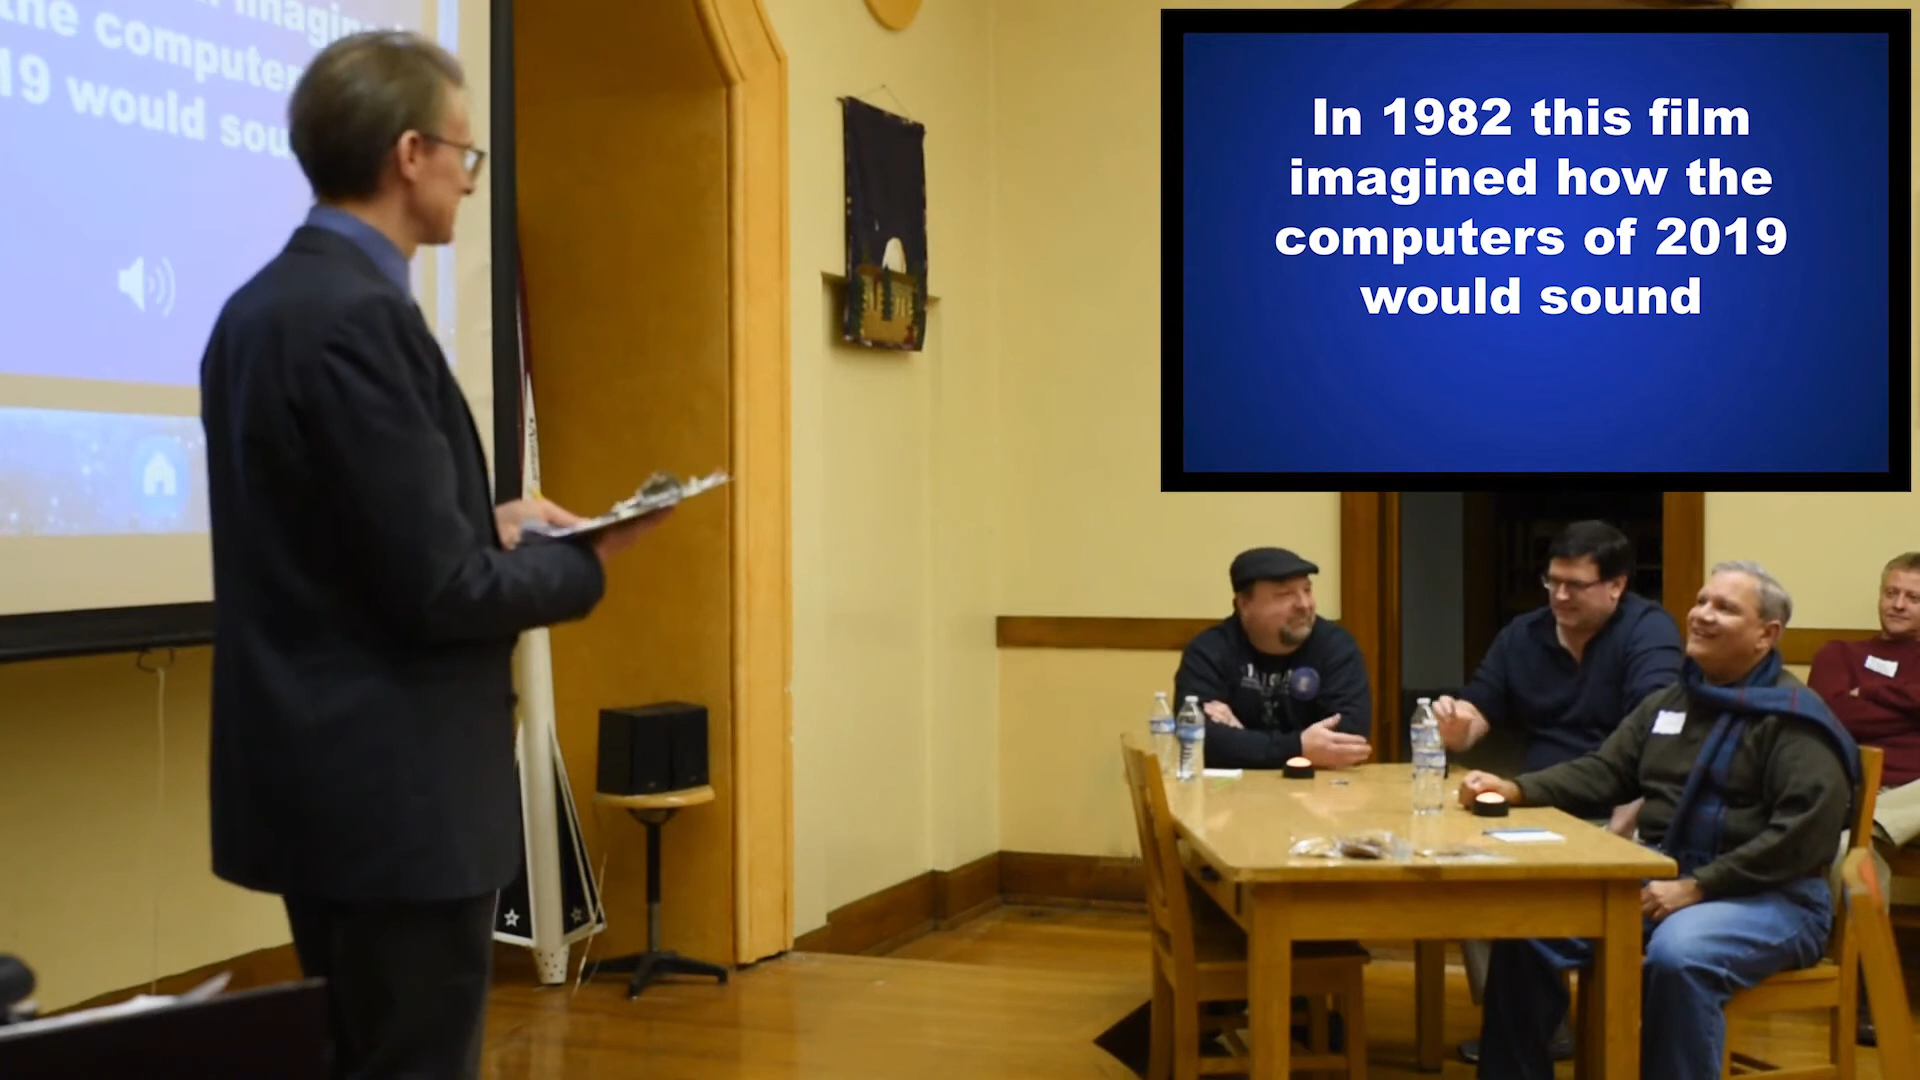 the computer
19 would sou
In 1982 this film
imagined how the
computers of 2019
would sound